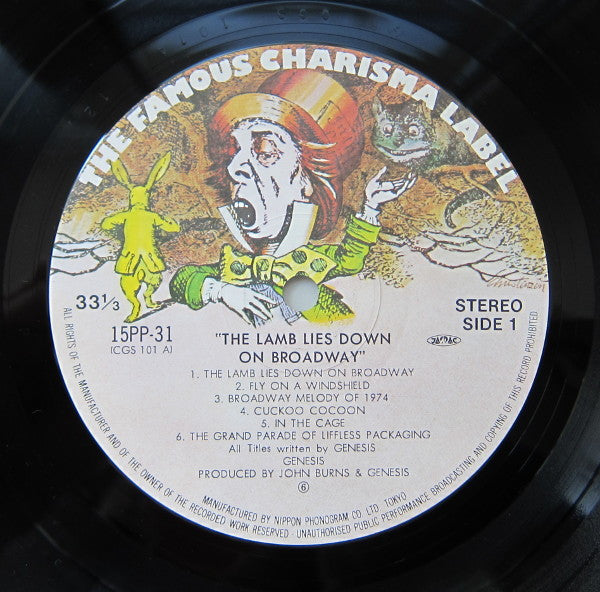 THE FAMOUS CHARISMA LABEL
33⅓
15PP-31
(CGS 101 A)
STEREO
SIDE 1
JASRAC
"THE LAMB LIES DOWN
ON BROADWAY"
1. THE LAMB LIES DOWN ON BROADWAY
2. FLY ON A WINDSHIELD
3. BROADWAY MELODY OF 1974
4. CUCKOO COCOON
5. IN THE CAGE
6. THE GRAND PARADE OF LIFFLESS PACKAGING
All Titles written by GENESIS
GENESIS
PRODUCED BY JOHN BURNS & GENESIS
⑥
MANUFACTURED BY NIPPON PHONOGRAM CO LTD TOKYO
ALL RIGHTS OF THE MANUFACTURER AND OF THE OWNER OF THE RECORDED WORK RESERVED - UNAUTHORISED PUBLIC PERFORMANCE BROADCASTING AND COPYING OF THIS RECORD PROHIBITED